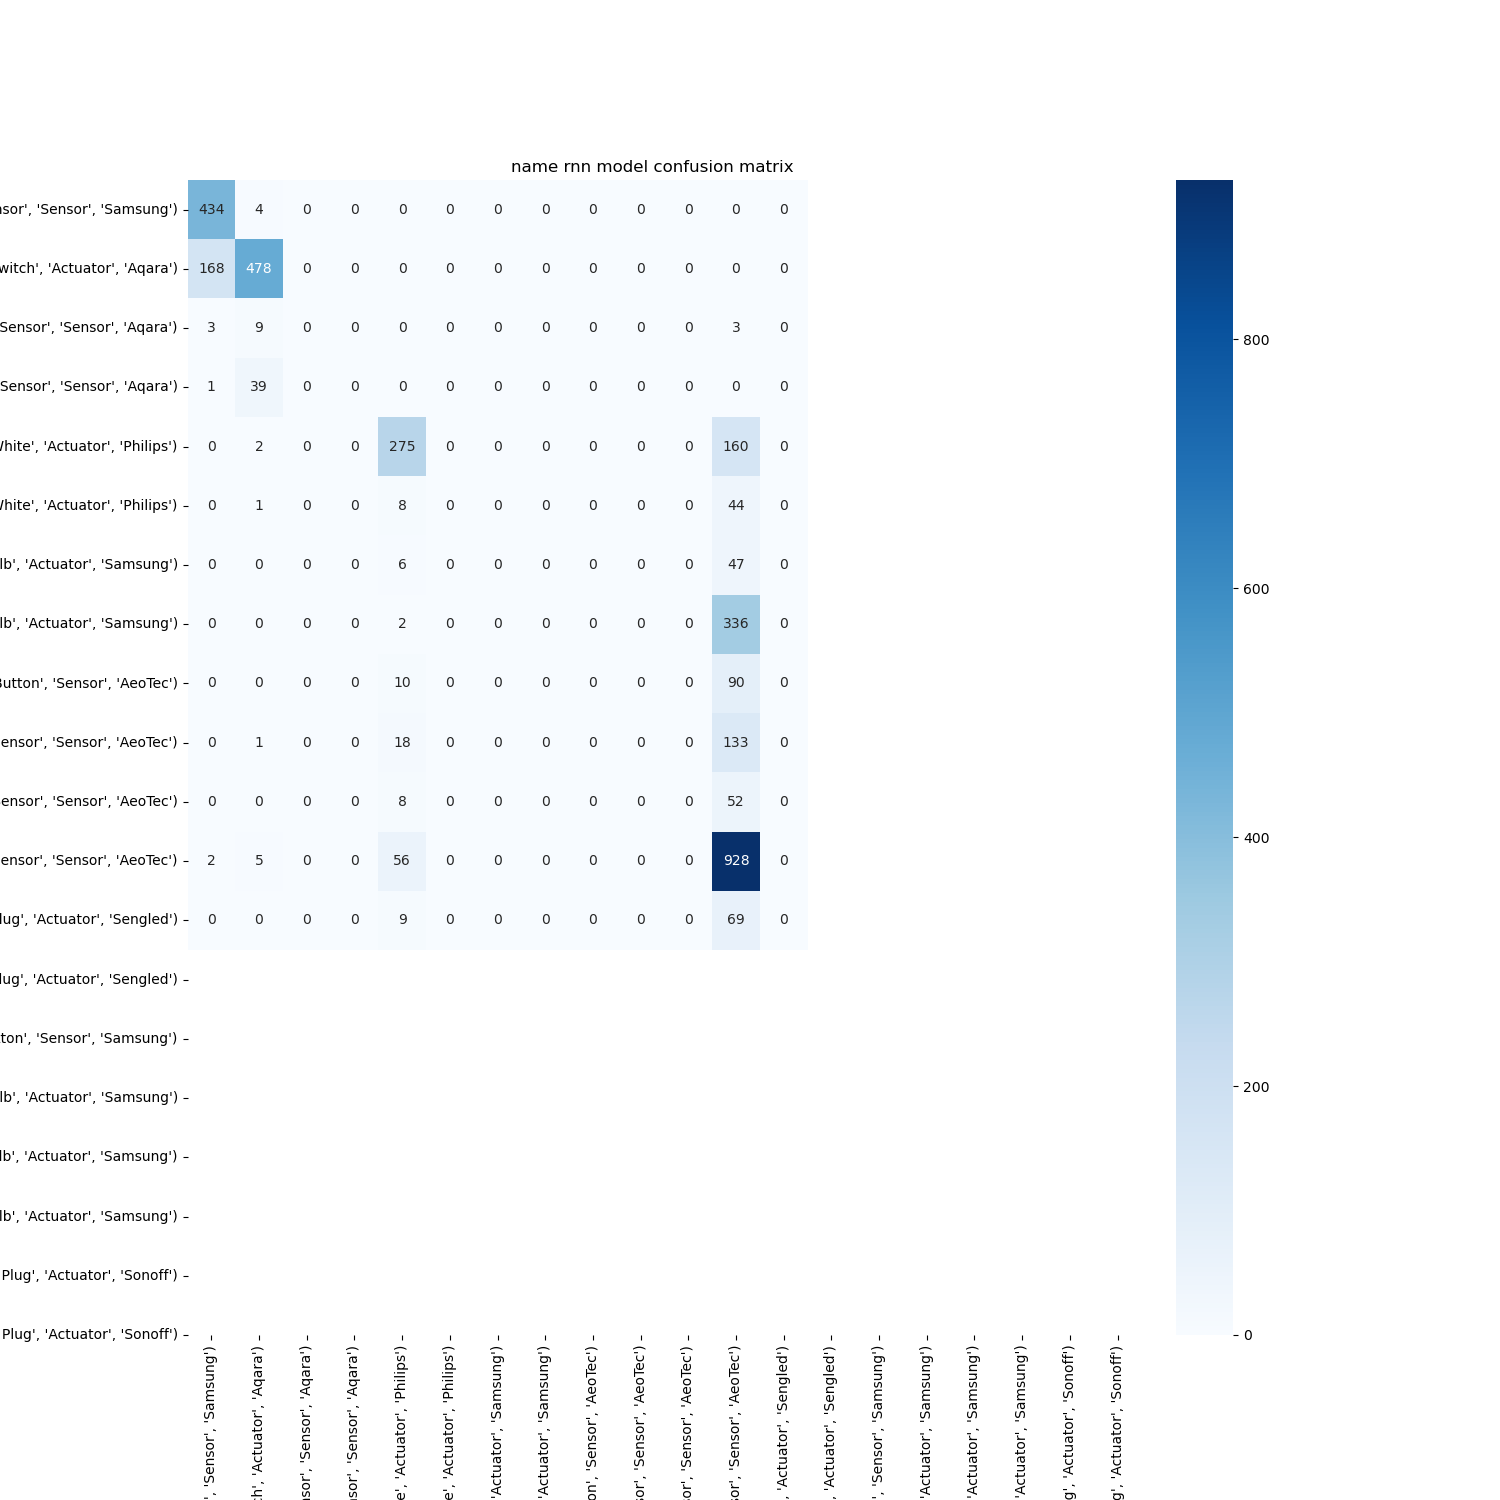 name rnn model confusion matrix
'Sensor', 'Samsung') 434 4 0 0 0 0 0 0 0 0 0 0 0
'Actuator', 'Aqara') 168 478 0 0 0 0 0 0 0 0 0 0 0
Sensor', 'Sensor', 'Aqara') 3 9 0 0 0 0 0 0 0 0 0 3 0 800
Sensor', 'Sensor', 'Aqara') 1 39 0 0 0 0 0 0 0 0 0 0 0
White', 'Actuator', 'Philips') 0 2 0 0 275 0 0 0 0 0 0 160 0
White', 'Actuator', 'Philips') 0 1 0 0 8 0 0 0 0 0 0 44 0
lb', 'Actuator', 'Samsung') 0 0 0 0 6 0 0 0 0 0 0 47 0 600
lb', 'Actuator', 'Samsung') 0 0 0 0 2 0 0 0 0 0 0 336 0
Button', 'Sensor', 'AeoTec') 0 0 0 0 10 0 0 0 0 0 0 90 0
ensor', 'Sensor', 'AeoTec') 0 1 0 0 18 0 0 0 0 0 0 133 0
ensor', 'Sensor', 'AeoTec') 0 0 0 0 8 0 0 0 0 0 0 52 0 400
ensor', 'Sensor', 'AeoTec') 2 5 0 0 56 0 0 0 0 0 0 928 0
lug', 'Actuator', 'Sengled') 0 0 0 0 9 0 0 0 0 0 0 69 0
lug', 'Actuator', 'Sengled')
ton', 'Sensor', 'Samsung')
lb', 'Actuator', 'Samsung') 200
lb', 'Actuator', 'Samsung')
lb', 'Actuator', 'Samsung')
Plug', 'Actuator', 'Sonoff')
Plug', 'Actuator', 'Sonoff') 0
', 'Sensor', 'Samsung')
ch', 'Actuator', 'Aqara')
nsor', 'Sensor', 'Aqara')
nsor', 'Sensor', 'Aqara')
e', 'Actuator', 'Philips')
e', 'Actuator', 'Philips')
'Actuator', 'Samsung')
'Actuator', 'Samsung')
on', 'Sensor', 'AeoTec')
sor', 'Sensor', 'AeoTec')
sor', 'Sensor', 'AeoTec')
sor', 'Sensor', 'AeoTec')
, 'Actuator', 'Sengled')
, 'Actuator', 'Sengled')
', 'Sensor', 'Samsung')
'Actuator', 'Samsung')
'Actuator', 'Samsung')
'Actuator', 'Samsung')
g', 'Actuator', 'Sonoff')
g', 'Actuator', 'Sonoff')